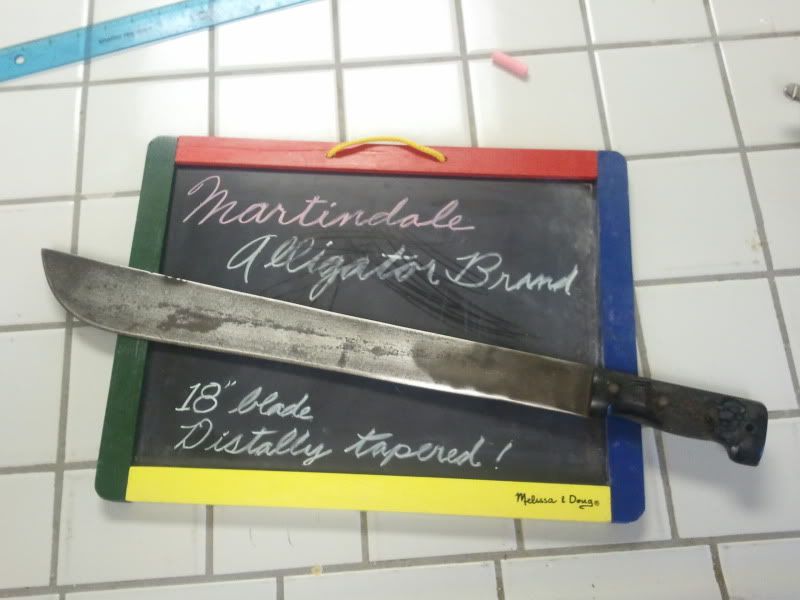 Martindale
Alligator Brand
18" blade
Distally tapered!
Melissa & Doug®